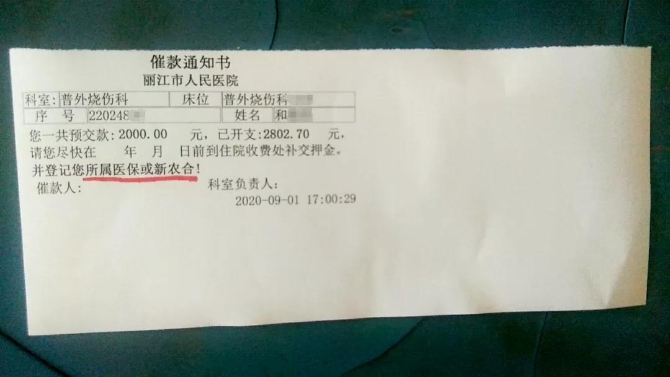 催款通知书
丽江市人民医院
科室: 普外烧伤科 床位 普外烧伤科
序 号 220248 姓名 和
您一共预交款: 2000.00 元, 已开支: 2802.70 元,
请您尽快在 年 月 日前到住院收费处补交押金。
并登记您所属医保或新农合!
催款人: 科室负责人:
2020-09-01 17:00:29